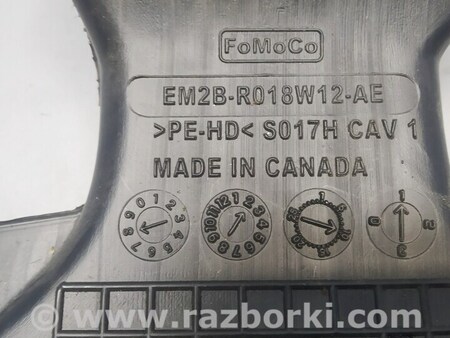 FoMoCo
EM2B-R018W12-AE
>PE-HD< S017H CAV 1
MADE IN CANADA
www.razborki.com